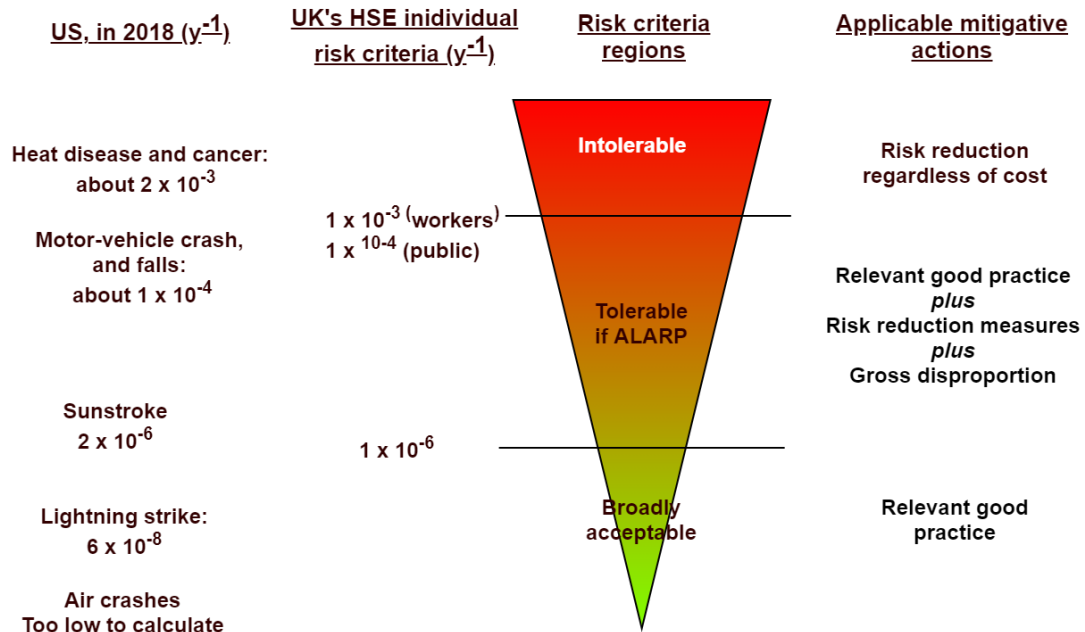 US, in 2018 (y⁻¹)
Heat disease and cancer:
about 2 x 10⁻³
Motor-vehicle crash,
and falls:
about 1 x 10⁻⁴
Sunstroke
2 x 10⁻⁶
Lightning strike:
6 x 10⁻⁸
Air crashes
Too low to calculate
UK's HSE inidividual
risk criteria (y⁻¹)
1 x 10⁻³ (workers)
1 x 10-4 (public)
1 x 10⁻⁶
Risk criteria
regions
Intolerable
Tolerable
if ALARP
Broadly
acceptable
Applicable mitigative
actions
Risk reduction
regardless of cost
Relevant good practice
plus
Risk reduction measures
plus
Gross disproportion
Relevant good
practice